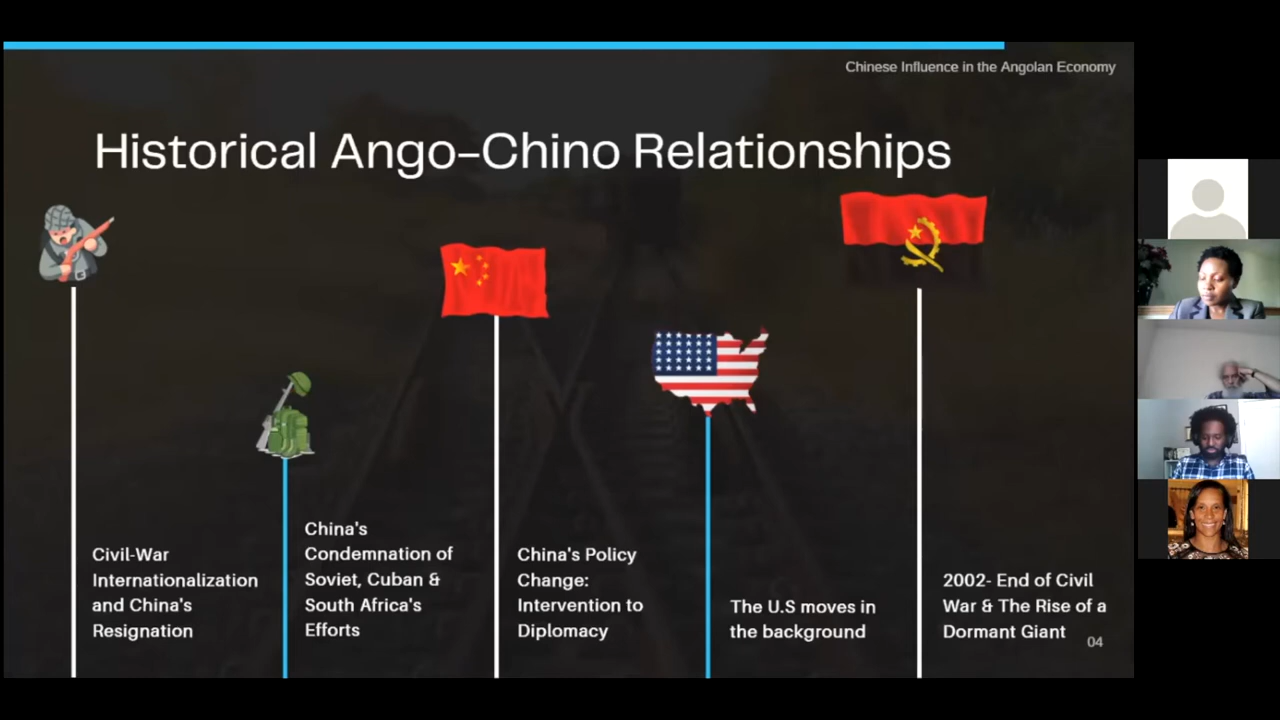 Chinese Influence in the Angolan Economy
Historical Ango-Chino Relationships
Civil-War
Internationalization
and China's
Resignation
China's
Condemnation of
Soviet, Cuban &
South Africa's
Efforts
China's Policy
Change:
Intervention to
Diplomacy
The U.S moves in
the background
2002- End of Civil
War & The Rise of a
Dormant Giant
04